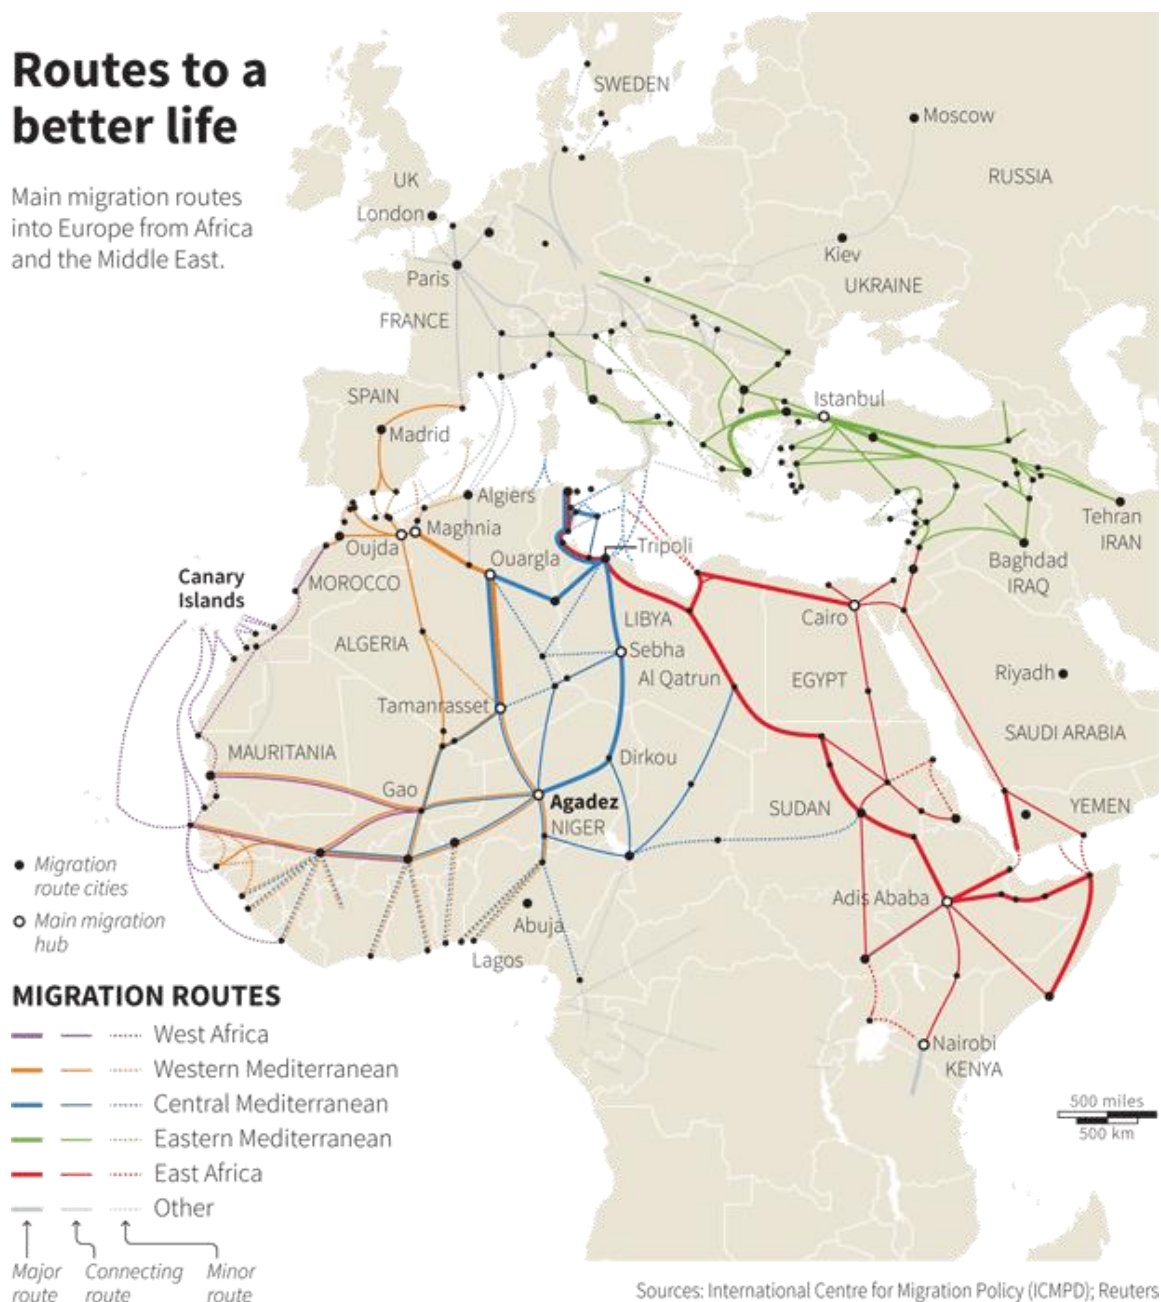 Routes to a
better life
Main migration routes
into Europe from Africa
and the Middle East.
SWEDEN
Moscow
RUSSIA
UK
London
Kiev
Paris
UKRAINE
FRANCE
SPAIN
Istanbul
Madrid
Algiers
Tehran
IRAN
Maghnia
Oujda
Ouargla
Tripoli
Baghdad
IRAQ
Canary
Islands
MOROCCO
LIBYA
Cairo
ALGERIA
Sebha
Al Qatrun
EGYPT
Riyadh
Tamanrasset
SAUDI ARABIA
MAURITANIA
Dirkou
Gao
Agadez
NIGER
SUDAN
YEMEN
Migration
route cities
Main migration
hub
Adis Ababa
Abuja
Lagos
MIGRATION ROUTES
West Africa
Western Mediterranean
Central Mediterranean
Eastern Mediterranean
East Africa
Other
Major
route
Connecting
route
Minor
route
Nairobi
KENYA
500 miles
500 km
Sources: International Centre for Migration Policy (ICMPD); Reuters